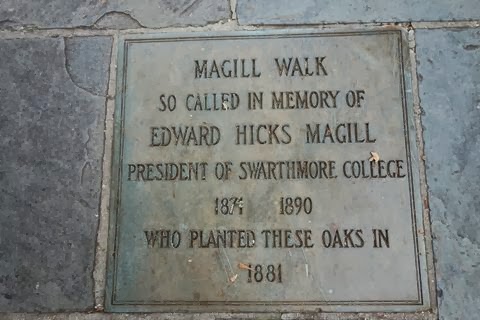 MAGILL WALK
SO CALLED IN MEMORY OF
EDWARD HICKS MAGILL
PRESIDENT OF SWARTHMORE COLLEGE
1871 1890
WHO PLANTED THESE OAKS IN
1881